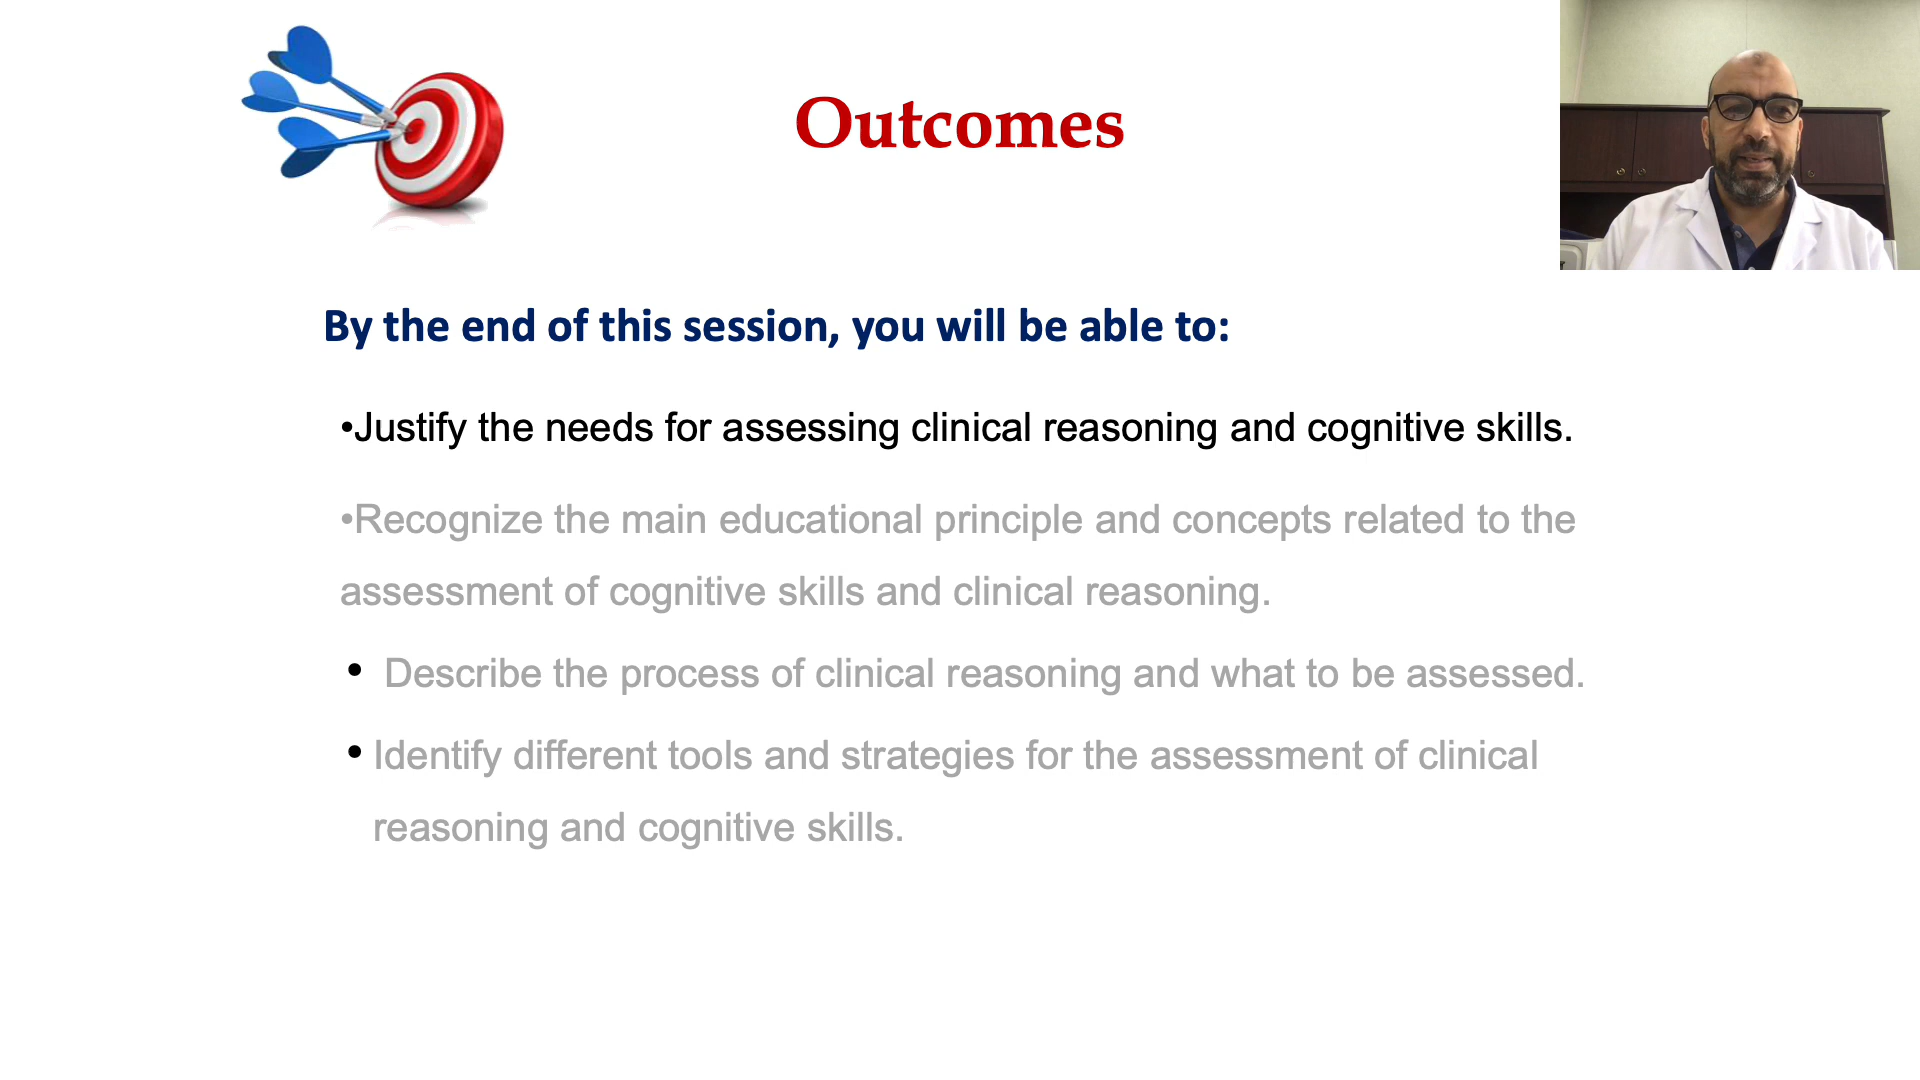 Outcomes
By the end of this session, you will be able to:
•Justify the needs for assessing clinical reasoning and cognitive skills.
•Recognize the main educational principle and concepts related to the
assessment of cognitive skills and clinical reasoning.
• Describe the process of clinical reasoning and what to be assessed.
• Identify different tools and strategies for the assessment of clinical
reasoning and cognitive skills.